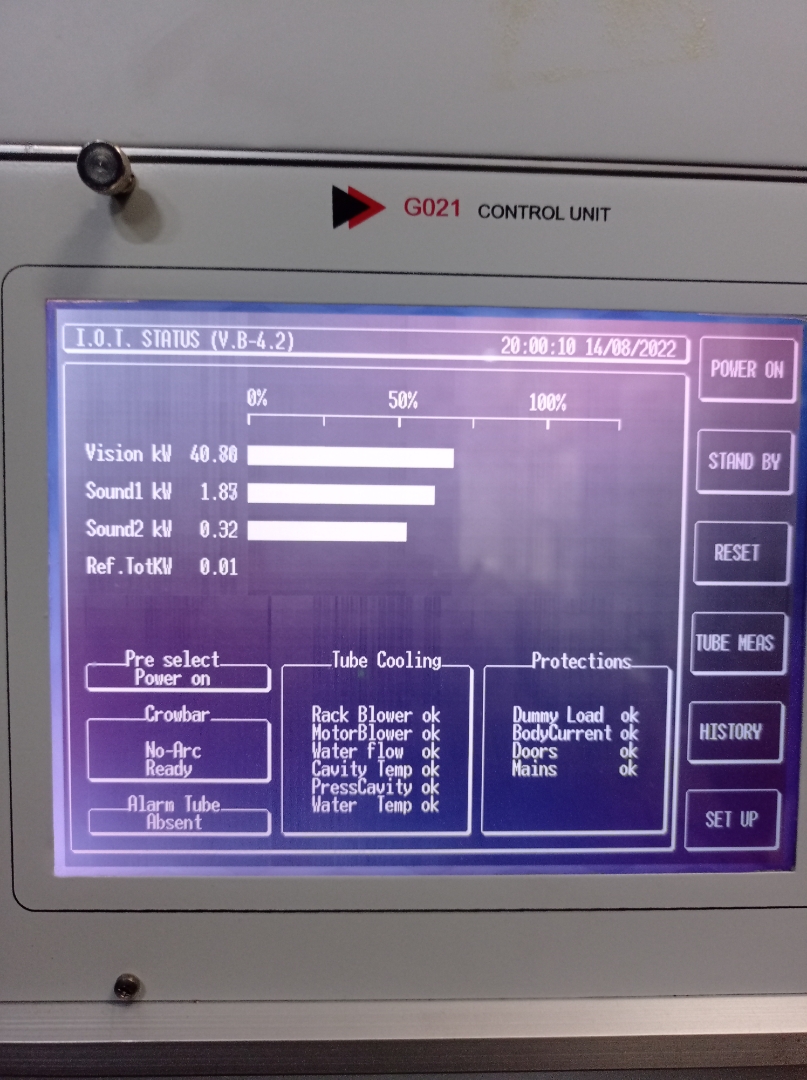 G021 CONTROL UNIT
I.O.T. STATUS (V.B-4.2) 20:00:10 14/08/2022
POWER ON
0% 50% 100%
Vision kW 40.80
STAND BY
Sound1 kW 1.83
Sound2 kW 0.32
RESET
Ref.TotKW 0.01
TUBE MEAS
Pre select
Power on
Crowbar
No-Arc
Ready
Alarm Tube
Absent
Tube Cooling
Rack Blower ok
MotorBlower ok
Water flow ok
Cavity Temp ok
PressCavity ok
Water Temp ok
Protections
Dummy Load ok
BodyCurrent ok
Doors ok
Mains ok
HISTORY
SET UP